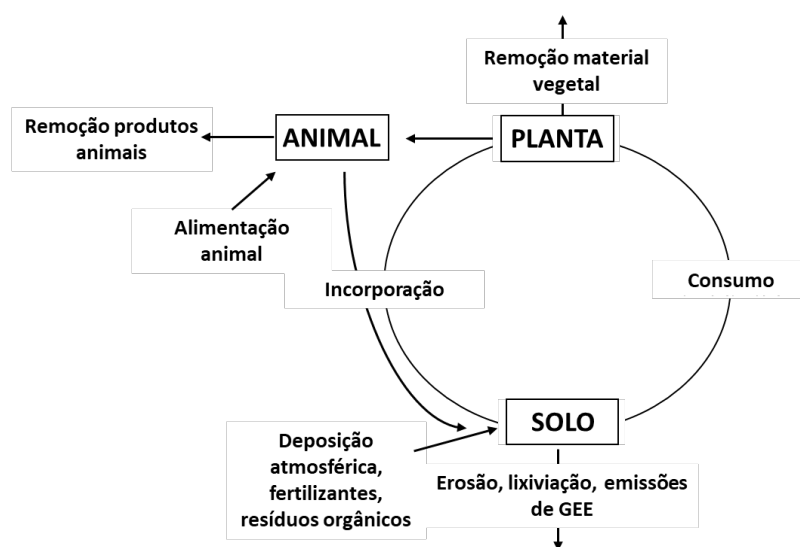 Remoção material
vegetal
Remoção produtos
animais
ANIMAL
PLANTA
Alimentação
animal
Incorporação
Consumo
SOLO
Deposição
atmosférica,
fertilizantes,
resíduos orgânicos
Erosão, lixiviação, emissões
de GEE